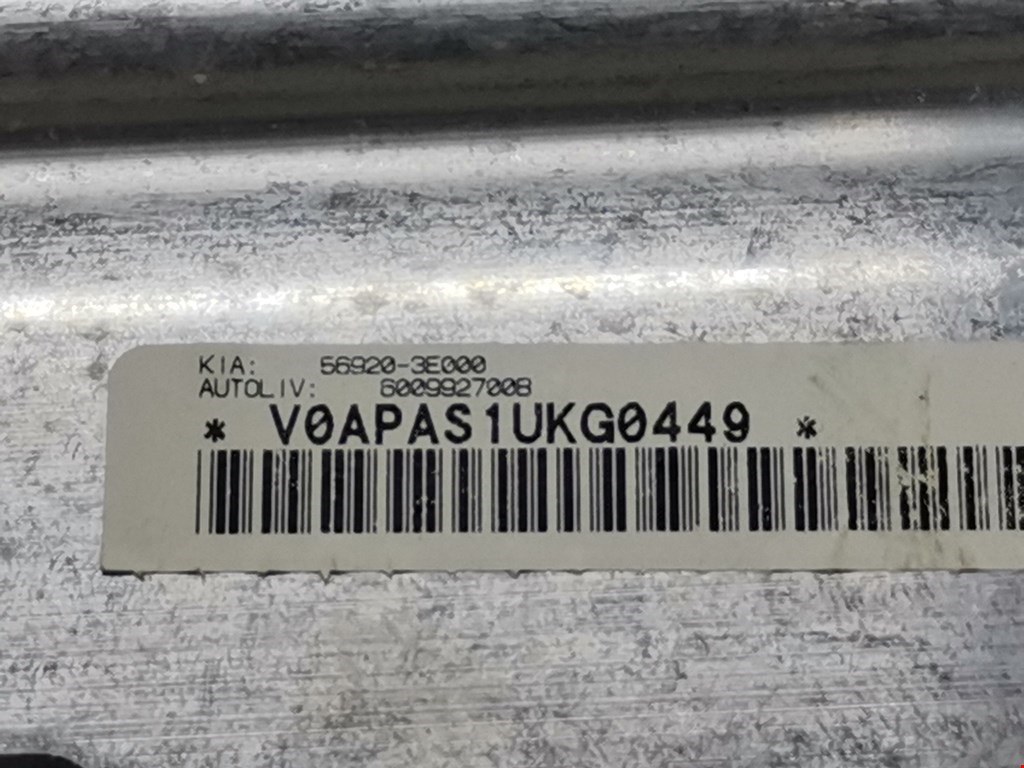 KIA: 56920-3E000
AUTOLIV: 600992700B
* V0APAS1UKG0449 *